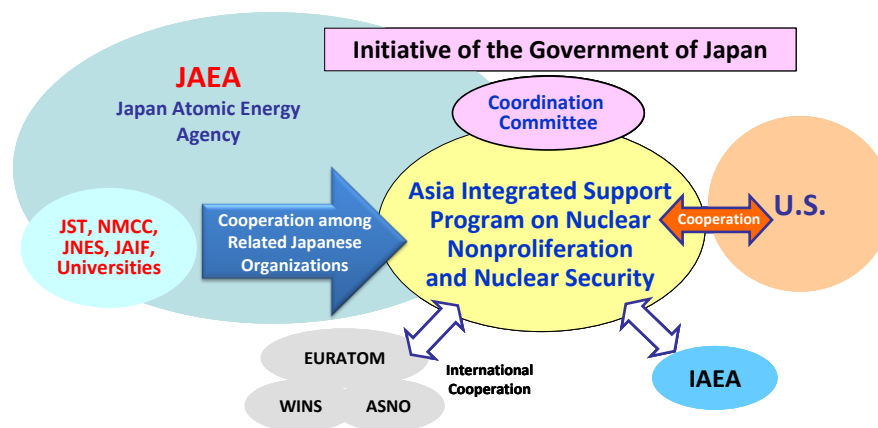 Initiative of the Government of Japan
JAEA
Japan Atomic Energy
Agency
Coordination
Committee
Asia Integrated Support
Program on Nuclear
Nonproliferation
and Nuclear Security
Cooperation
U.S.
JST, NMCC,
JNES, JAIF,
Universities
Cooperation among
Related Japanese
Organizations
EURATOM
WINS
ASNO
International
Cooperation
IAEA